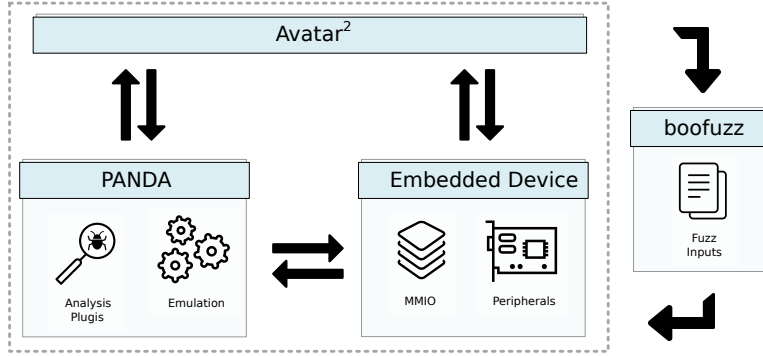 Avatar²
PANDA
Embedded Device
boofuzz
Analysis
Plugis
Emulation
MMIO
Peripherals
Fuzz
Inputs